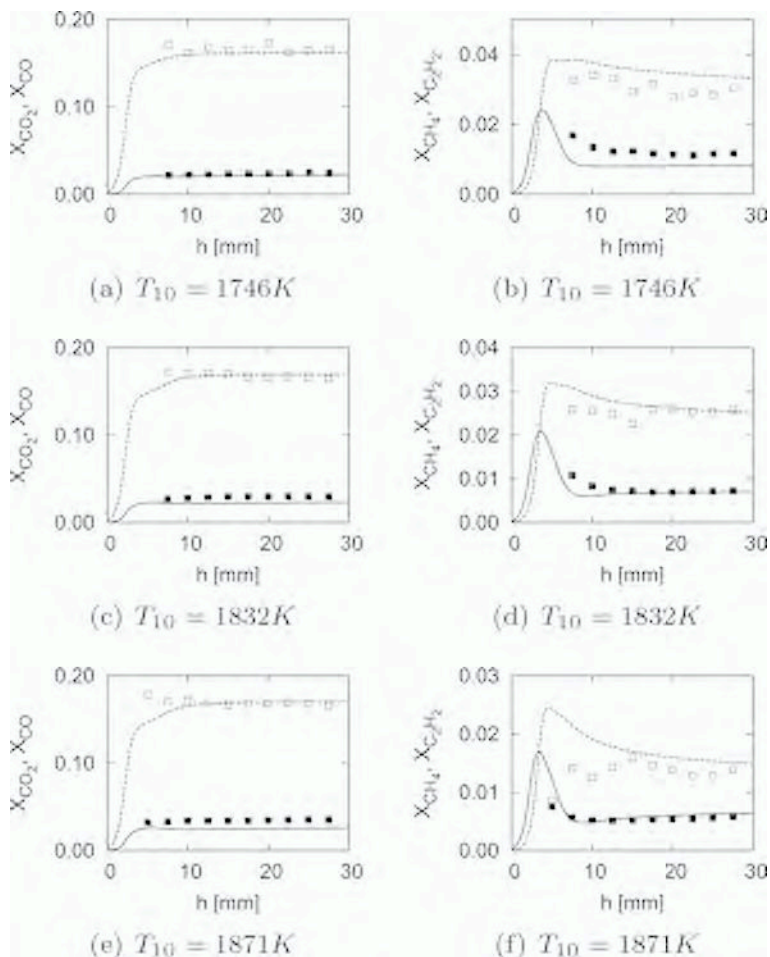 0.20
0.10
0.00
X_CO2, X_CO
0 10 20 30
h [mm]
(a) T_10 = 1746K
0.04
0.02
0.00
X_CH4, X_C2H2
0 10 20 30
h [mm]
(b) T_10 = 1746K
0.20
0.10
0.00
X_CO2, X_CO
0 10 20 30
h [mm]
(c) T_10 = 1832K
0.04
0.03
0.02
0.01
0.00
X_CH4, X_C2H2
0 10 20 30
h [mm]
(d) T_10 = 1832K
0.20
0.10
0.00
X_CO2, X_CO
0 10 20 30
h [mm]
(e) T_10 = 1871K
0.03
0.02
0.01
0.00
X_CH4, X_C2H2
0 10 20 30
h [mm]
(f) T_10 = 1871K